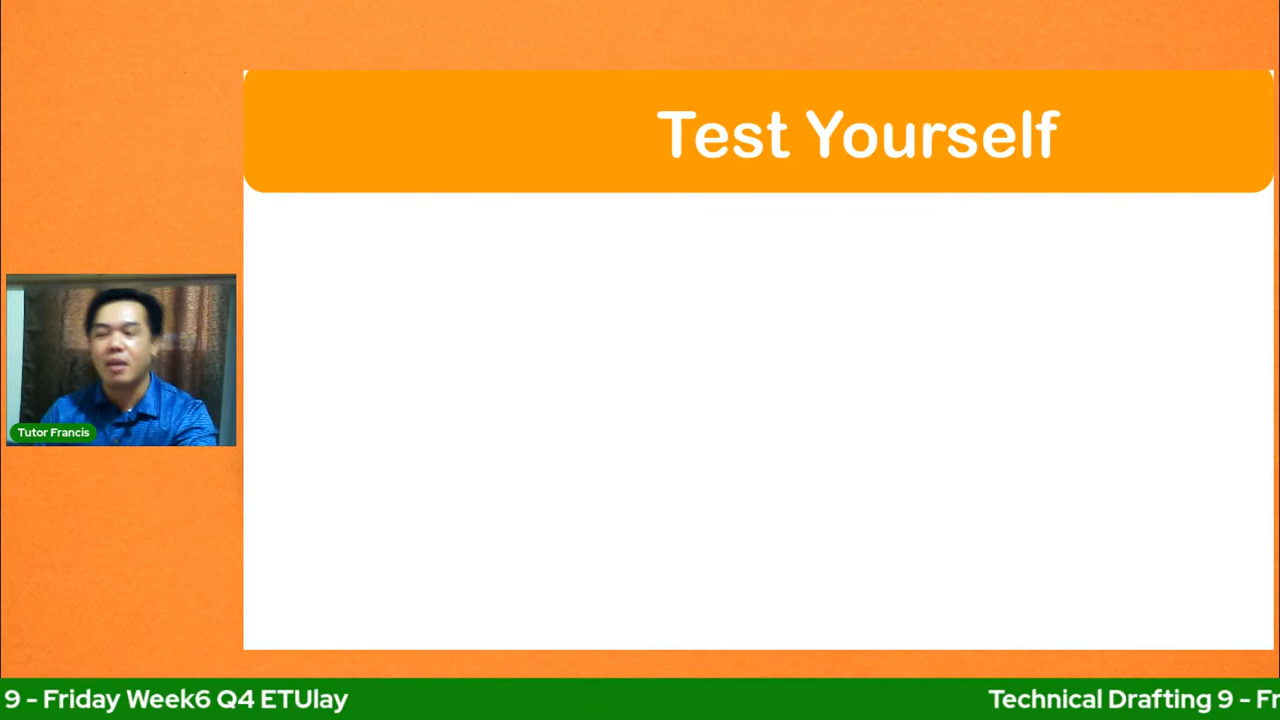 Test Yourself
Tutor Francis
9 - Friday Week6 Q4 ETUlay
Technical Drafting 9 - Fr